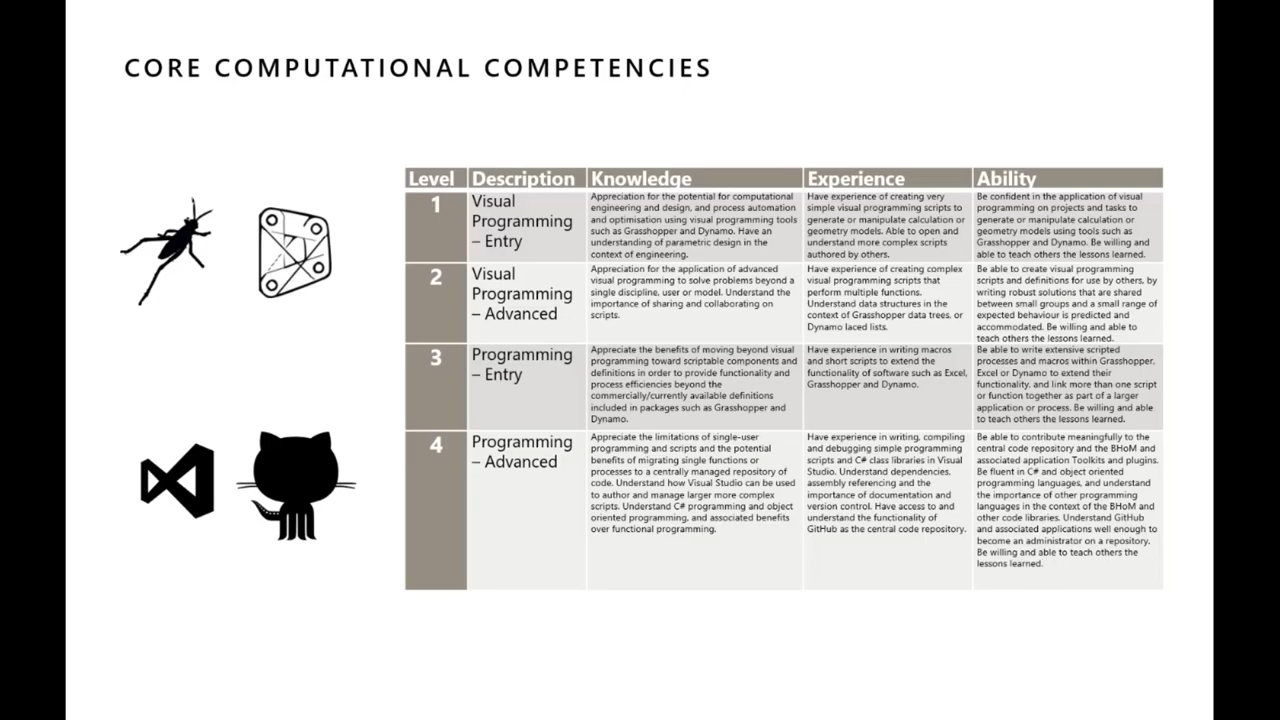 CORE COMPUTATIONAL COMPETENCIES
Level Description Knowledge Experience Ability
1
Visual
Programming
– Entry
Appreciation for the potential for computational
engineering and design, and process automation
and optimisation using visual programming tools
such as Grasshopper and Dynamo. Have an
understanding of parametric design in the
context of engineering.
Have experience of creating very
simple visual programming scripts to
generate or manipulate calculation or
geometry models. Able to open and
understand more complex scripts
authored by others.
Be confident in the application of visual
programming on projects and tasks to
generate or manipulate calculation or
geometry models using tools such as
Grasshopper and Dynamo. Be willing and
able to teach others the lessons learned.
2
Visual
Programming
– Advanced
Appreciation for the application of advanced
visual programming to solve problems beyond a
single discipline, user or model. Understand the
importance of sharing and collaborating on
scripts.
Have experience of creating complex
visual programming scripts that
perform multiple functions.
Understand data structures in the
context of Grasshopper data trees, or
Dynamo laced lists.
Be able to create visual programming
scripts and definitions for use by others, by
writing robust solutions that are shared
between small groups and a small range of
expected behaviour is predicted and
accommodated. Be willing and able to
teach others the lessons learned.
3
Programming
– Entry
Appreciate the benefits of moving beyond visual
programming toward scriptable components and
definitions in order to provide functionality and
process efficiencies beyond the
commercially/currently available definitions
included in packages such as Grasshopper and
Dynamo.
Have experience in writing macros
and short scripts to extend the
functionality of software such as Excel,
Grasshopper and Dynamo.
Be able to write extensive scripted
processes and macros within Grasshopper,
Excel or Dynamo to extend their
functionality, and link more than one script
or function together as part of a larger
application or process. Be willing and able
to teach others the lessons learned.
4
Programming
– Advanced
Appreciate the limitations of single-user
programming and scripts and the potential
benefits of migrating single functions or
processes to a centrally managed repository of
code. Understand how Visual Studio can be used
to author and manage larger more complex
scripts. Understand C# programming and object
oriented programming, and associated benefits
over functional programming.
Have experience in writing, compiling
and debugging simple programming
scripts and C# class libraries in Visual
Studio. Understand dependencies,
assembly referencing and the
importance of documentation and
version control. Have access to and
understand the functionality of
GitHub as the central code repository.
Be able to contribute meaningfully to the
central code repository and the BHoM and
associated application Toolkits and plugins.
Be fluent in C# and object oriented
programming languages, and understand
the importance of other programming
languages in the context of the BHoM and
other code libraries. Understand GitHub
and associated applications well enough to
become an administrator on a repository.
Be willing and able to teach others the
lessons learned.